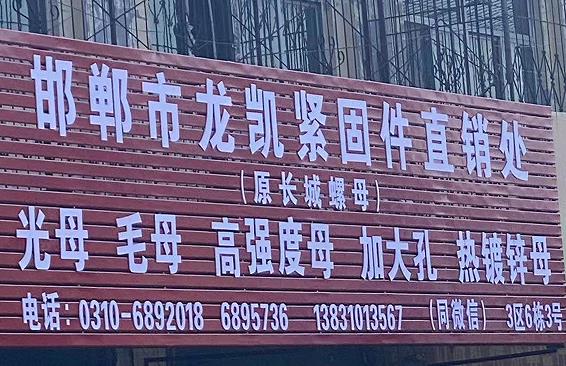 邯郸市龙凯紧固件直销处
（原长城螺母）
光母 毛母 高强度母 加大孔 热镀锌母
电话：0310-6892018 6895736 13831013567 （同微信） 3区6栋3号